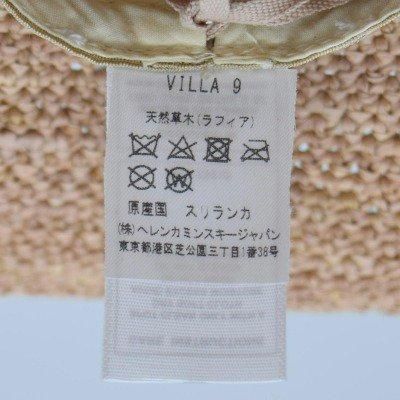 VILLA 9
天然草木(ラフィア)
原産国 スリランカ
(株)ヘレンカミンスキージャパン
東京都港区芝公園三丁目1番38号